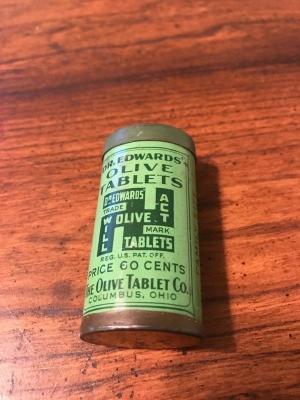 DR. EDWARDS'
OLIVE
TABLETS
DR EDWARDS'
TRADE
WILL OLIVE ACT
MARK
TABLETS
REG. U.S. PAT. OFF.
PRICE 60 CENTS
THE OLIVE TABLET CO.
COLUMBUS, OHIO